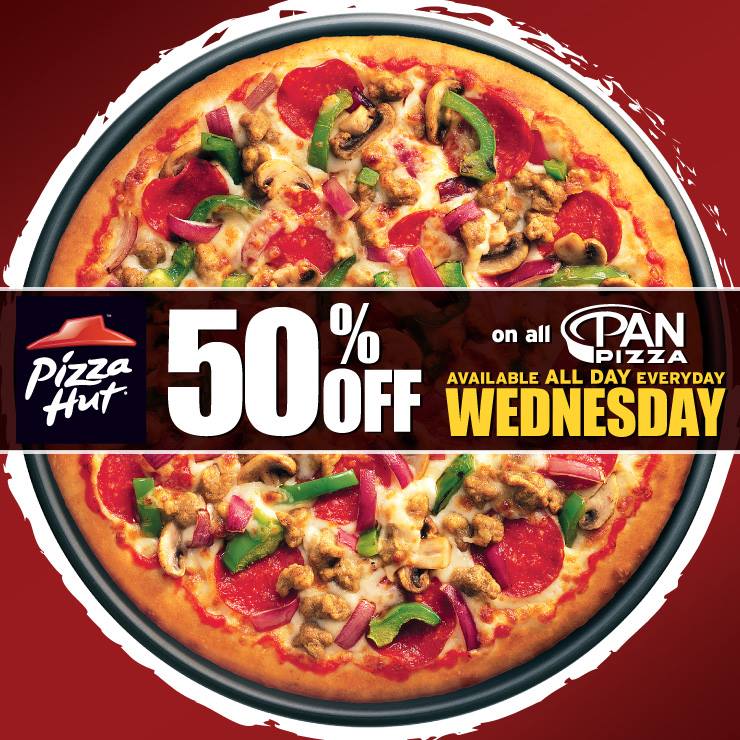 Pizza
Hut
50% OFF
on all PAN
PIZZA
AVAILABLE ALL DAY EVERYDAY
WEDNESDAY